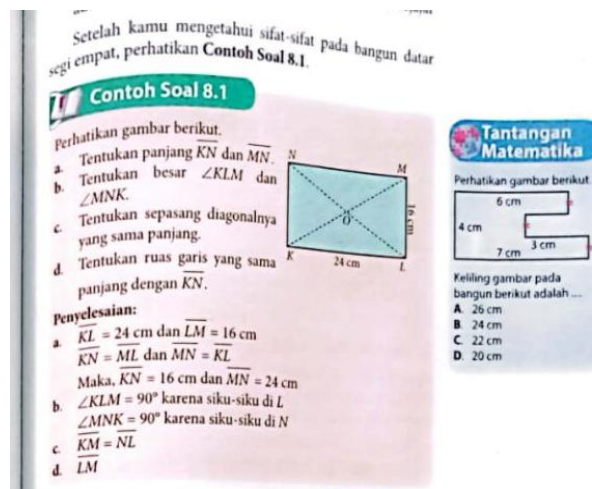 Setelah kamu mengetahui sifat-sifat pada bangun datar
segi empat, perhatikan Contoh Soal 8.1.
Contoh Soal 8.1
Perhatikan gambar berikut.
a. Tentukan panjang KN dan MN.
b. Tentukan besar ∠KLM dan
∠MNK.
c. Tentukan sepasang diagonalnya
yang sama panjang.
d. Tentukan ruas garis yang sama
panjang dengan KN.
N
M
O
16 cm
K
24 cm
L
Penyelesaian:
a. KL = 24 cm dan LM = 16 cm
KN = ML dan MN = KL
Maka, KN = 16 cm dan MN = 24 cm
b. ∠KLM = 90° karena siku-siku di L
∠MNK = 90° karena siku-siku di N
c. KM = NL
d. LM
Tantangan
Matematika
Perhatikan gambar berikut
6 cm
4 cm
3 cm
7 cm
Keliling gambar pada
bangun berikut adalah ....
A. 26 cm
B. 24 cm
C. 22 cm
D. 20 cm